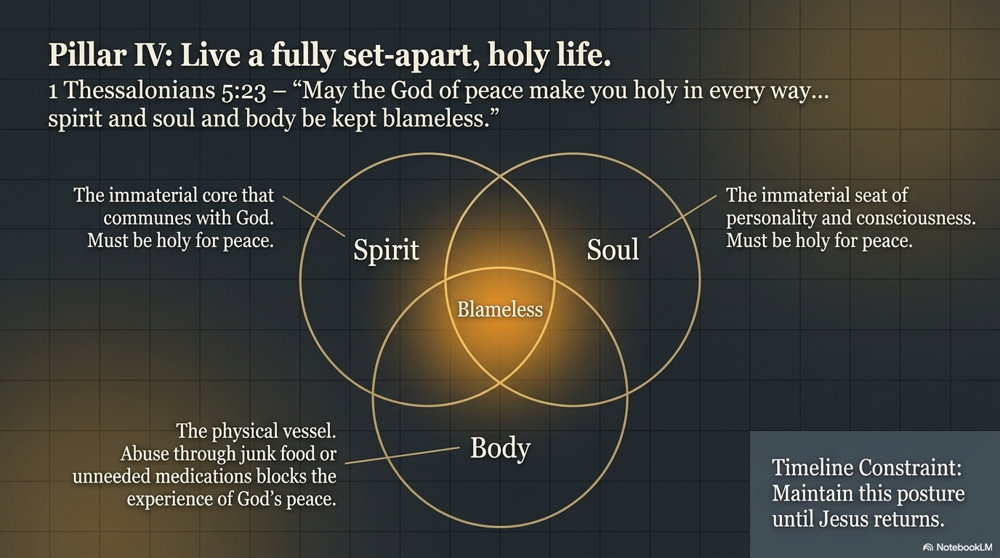 Pillar IV: Live a fully set-apart, holy life.
1 Thessalonians 5:23 – “May the God of peace make you holy in every way...
spirit and soul and body be kept blameless.”
The immaterial core that
communes with God.
Must be holy for peace.
Spirit
Soul
The immaterial seat of
personality and consciousness.
Must be holy for peace.
Blameless
The physical vessel.
Abuse through junk food or
unneeded medications blocks the
experience of God’s peace.
Body
Timeline Constraint:
Maintain this posture
until Jesus returns.
NotebookLM